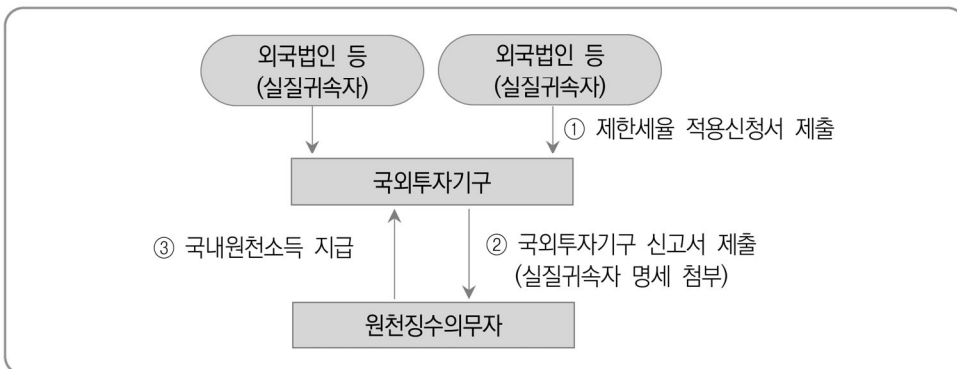 외국법인 등
(실질귀속자)
외국법인 등
(실질귀속자)
① 제한세율 적용신청서 제출
국외투자기구
③ 국내원천소득 지급
② 국외투자기구 신고서 제출
(실질귀속자 명세 첨부)
원천징수의무자